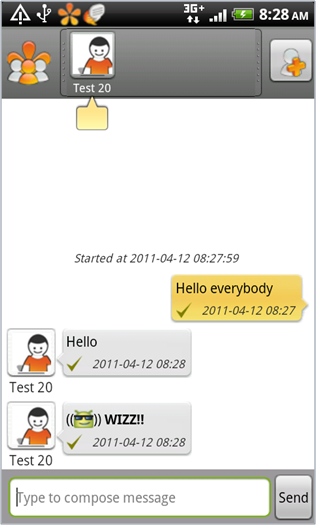 3G+ 8:28 AM
Test 20
Started at 2011-04-12 08:27:59
Hello everybody
2011-04-12 08:27
Hello
2011-04-12 08:28
Test 20
(( )) WIZZ!!
2011-04-12 08:28
Test 20
Type to compose message
Send